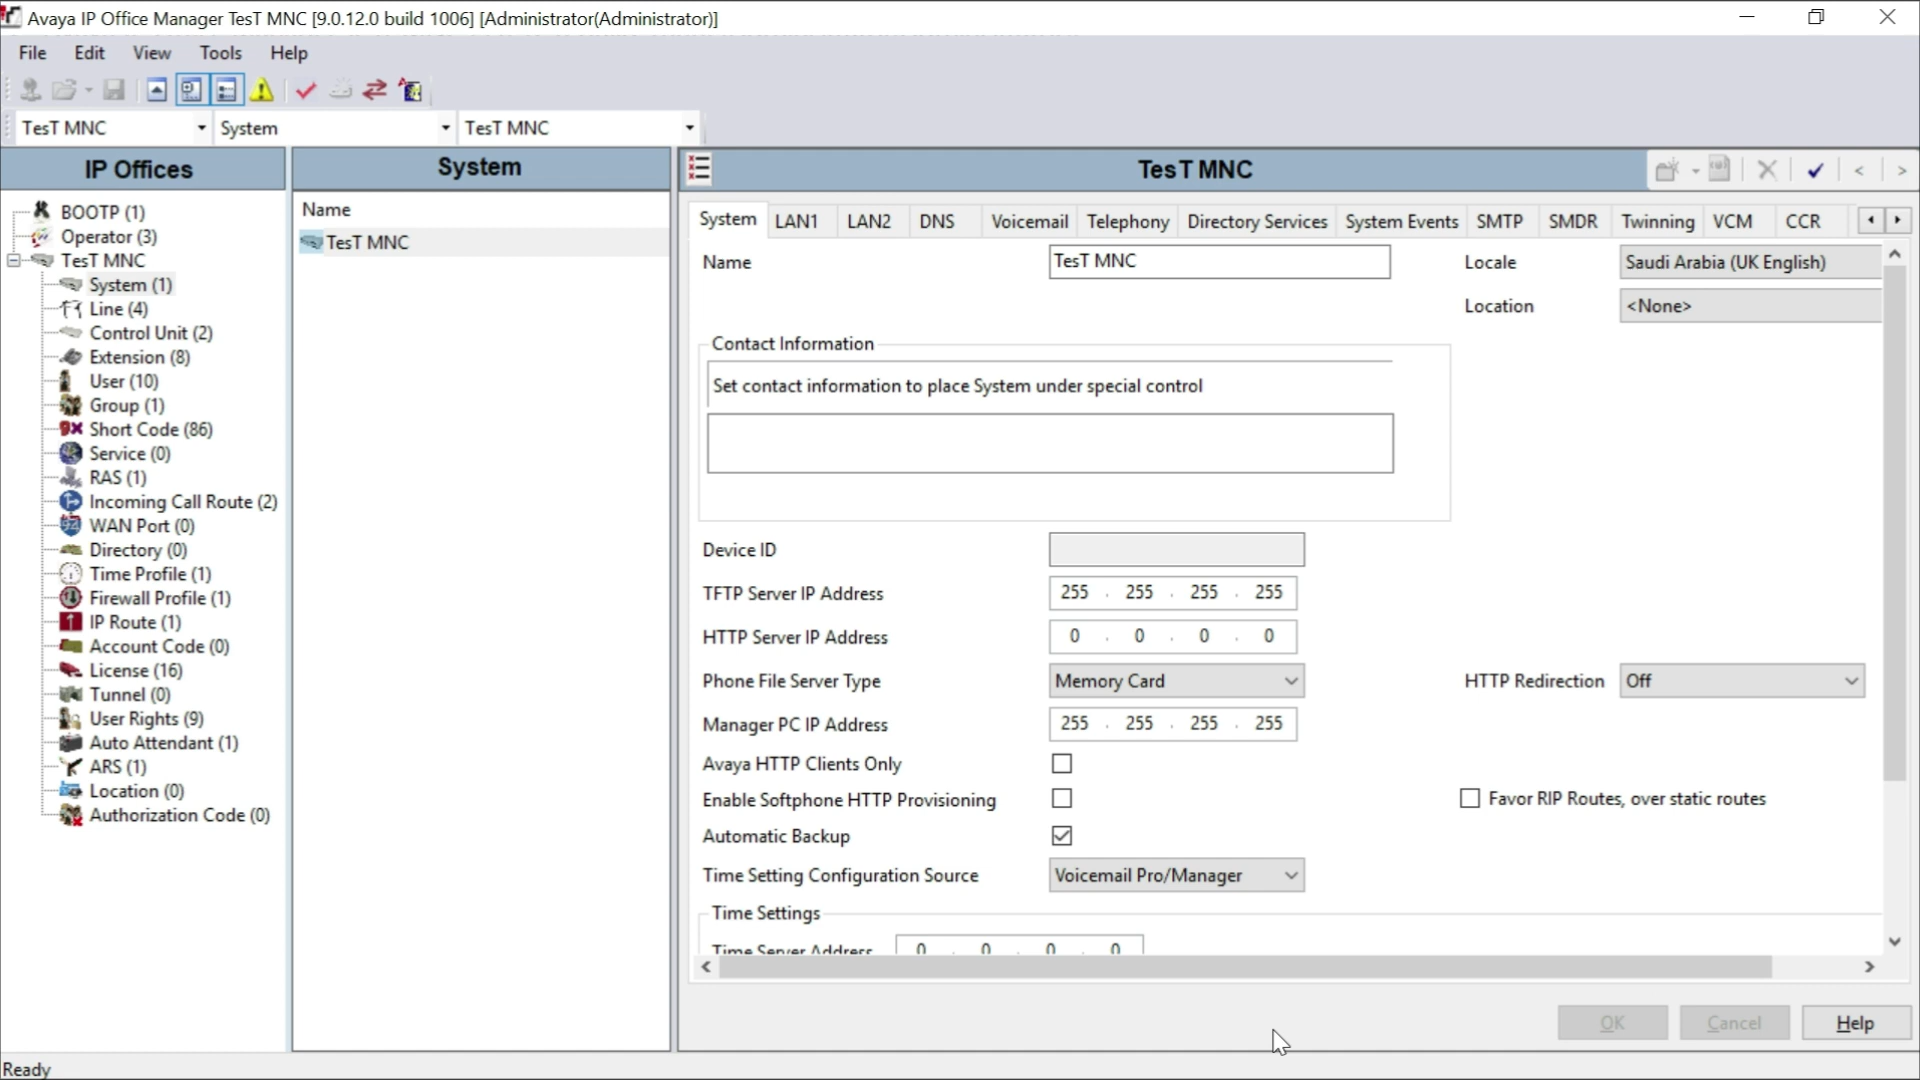 Avaya IP Office Manager TesT MNC [9.0.12.0 build 1006] [Administrator(Administrator)]
File Edit View Tools Help
TesT MNC System TesT MNC
IP Offices
BOOTP (1)
Operator (3)
TesT MNC
System (1)
Line (4)
Control Unit (2)
Extension (8)
User (10)
Group (1)
Short Code (86)
Service (0)
RAS (1)
Incoming Call Route (2)
WAN Port (0)
Directory (0)
Time Profile (1)
Firewall Profile (1)
IP Route (1)
Account Code (0)
License (16)
Tunnel (0)
User Rights (9)
Auto Attendant (1)
ARS (1)
Location (0)
Authorization Code (0)
System
Name
TesT MNC
TesT MNC
System LAN1 LAN2 DNS Voicemail Telephony Directory Services System Events SMTP SMDR Twinning VCM CCR
Name TesT MNC Locale Saudi Arabia (UK English)
Location <None>
Contact Information
Set contact information to place System under special control
Device ID
TFTP Server IP Address 255 . 255 . 255 . 255
HTTP Server IP Address 0 . 0 . 0 . 0
Phone File Server Type Memory Card HTTP Redirection Off
Manager PC IP Address 255 . 255 . 255 . 255
Avaya HTTP Clients Only
Enable Softphone HTTP Provisioning Favor RIP Routes, over static routes
Automatic Backup
Time Setting Configuration Source Voicemail Pro/Manager
Time Settings
Time Server Address 0 . 0 . 0 . 0
OK Cancel Help
Ready